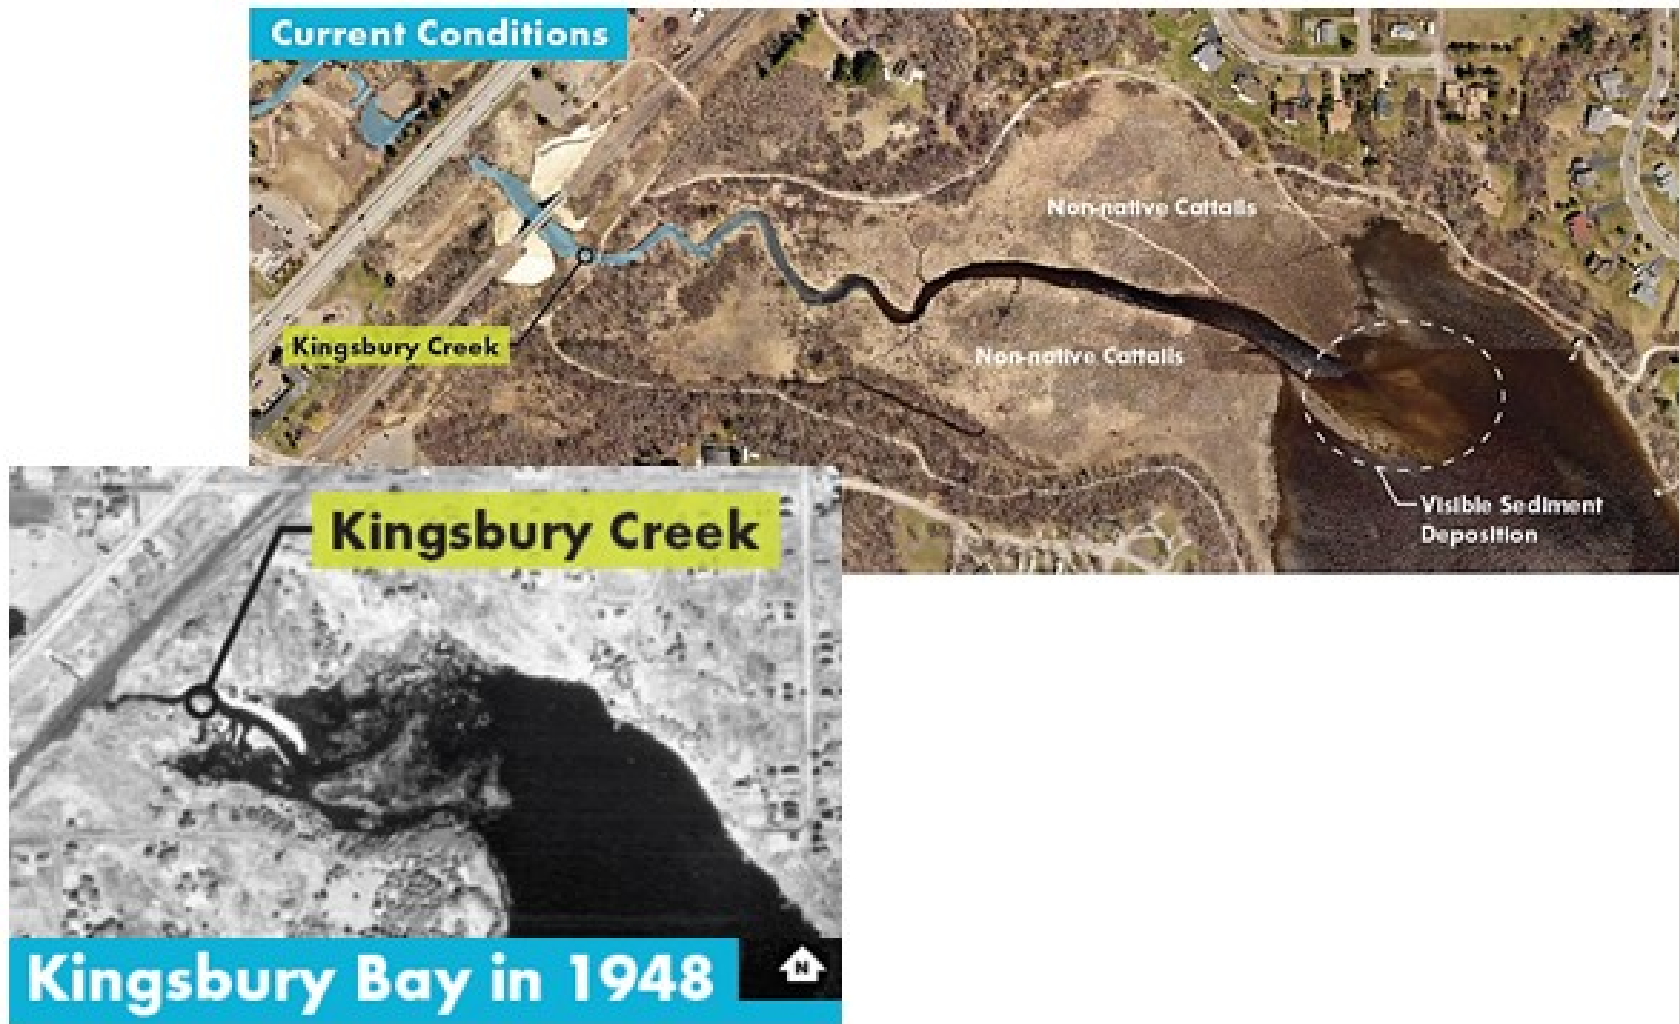 Current Conditions
Non-native Cattails
Kingsbury Creek
Non-native Cattails
Visible Sediment
Deposition
Kingsbury Creek
N
Kingsbury Bay in 1948